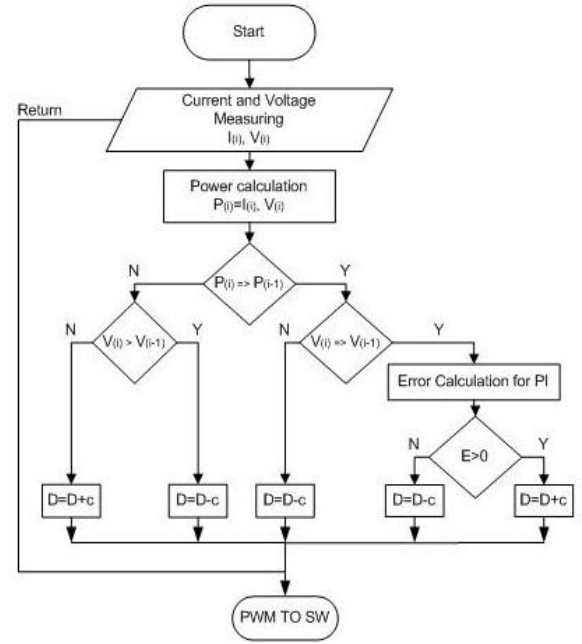 Start
Return
Current and Voltage
Measuring
I(i), V(i)
Power calculation
P(i)=I(i), V(i)
N
P(i) => P(i-1)
Y
N
V(i) > V(i-1)
Y
N
V(i) => V(i-1)
Y
Error Calculation for PI
N
E>0
Y
D=D+c
D=D-c
D=D-c
D=D-c
D=D+c
PWM TO SW